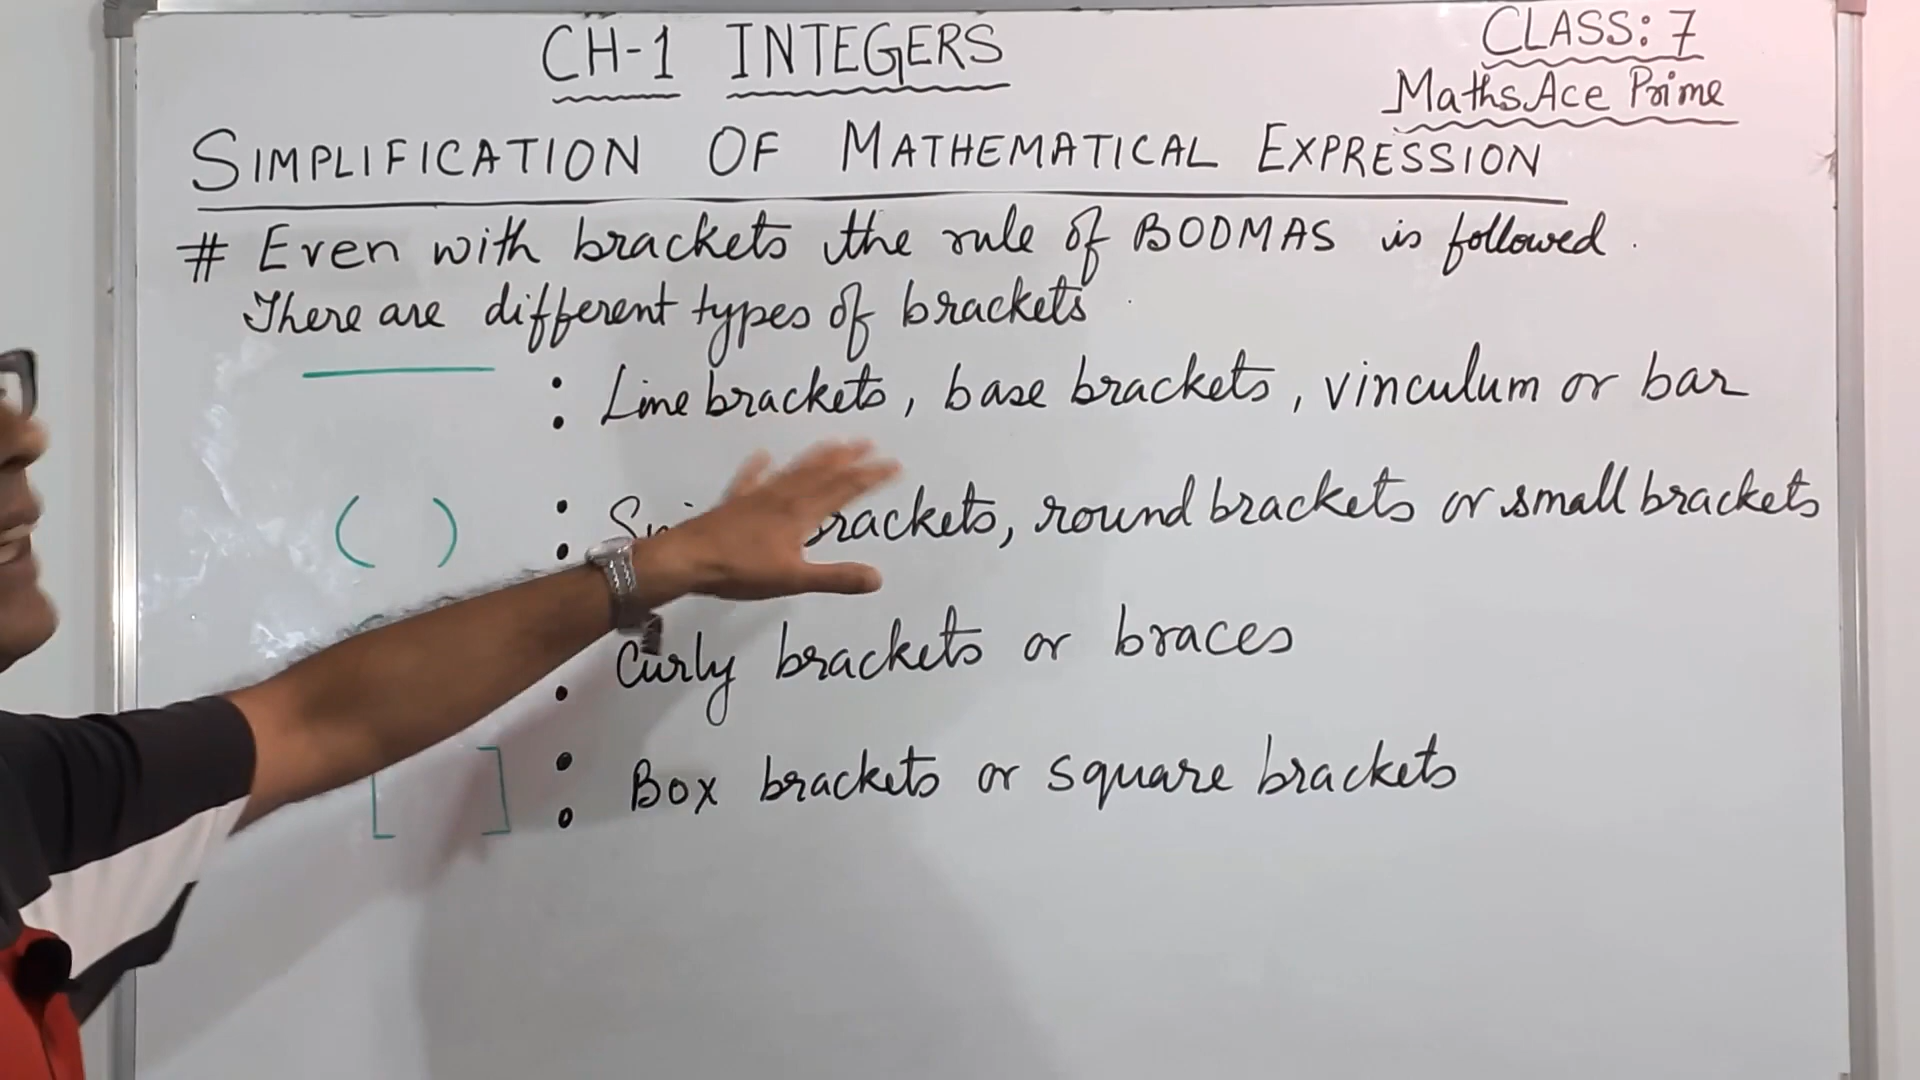 CH-1 INTEGERS
CLASS: 7
Maths Ace Prime
SIMPLIFICATION OF MATHEMATICAL EXPRESSION
# Even with brackets the rule of BODMAS is followed.
There are different types of brackets
: Line brackets, base brackets, vinculum or bar
( ) : brackets, round brackets or small brackets
Curly brackets or braces
[ ] : Box brackets or square brackets